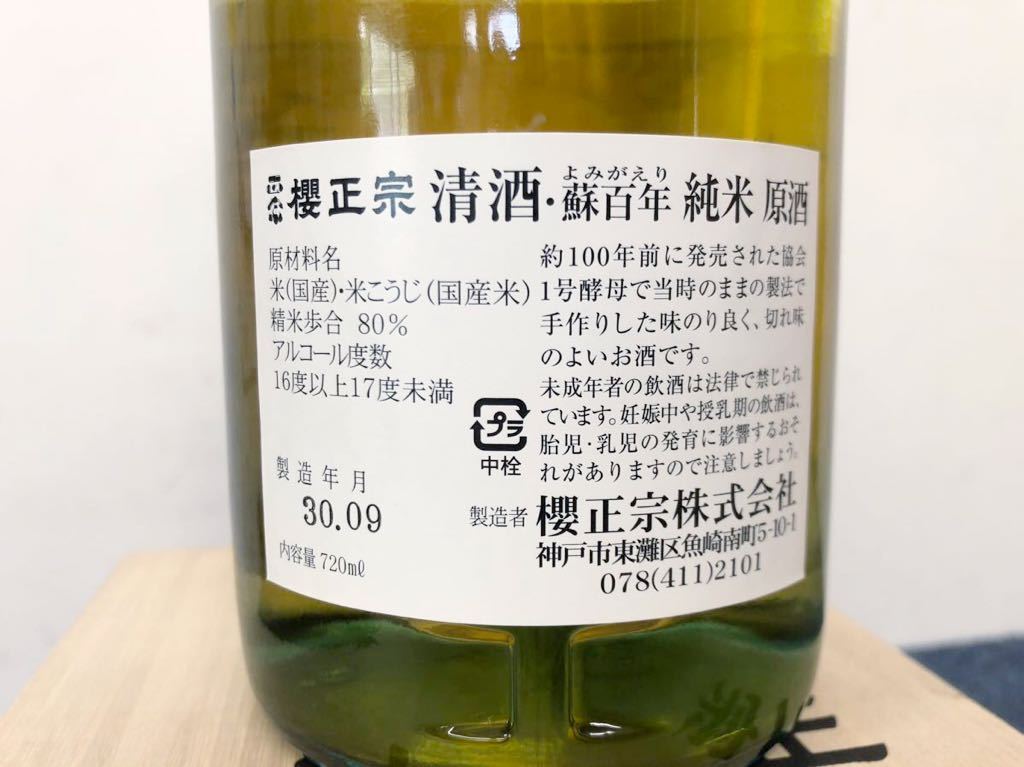 正宗 櫻正宗 清酒・蘇百年 純米 原酒
よみがえり
原材料名
米(国産)・米こうじ(国産米)
精米歩合 80%
アルコール度数
16度以上17度未満
製造年月
30.09
内容量 720mℓ
約100年前に発売された協会
1号酵母で当時のままの製法で
手作りした味のり良く、切れ味
のよいお酒です。
未成年者の飲酒は法律で禁じられ
ています。妊娠中や授乳期の飲酒は、
胎児・乳児の発育に影響するおそ
れがありますので注意しましょう。
プラ
中栓
製造者 櫻正宗株式会社
神戸市東灘区魚崎南町5-10-1
078(411)2101